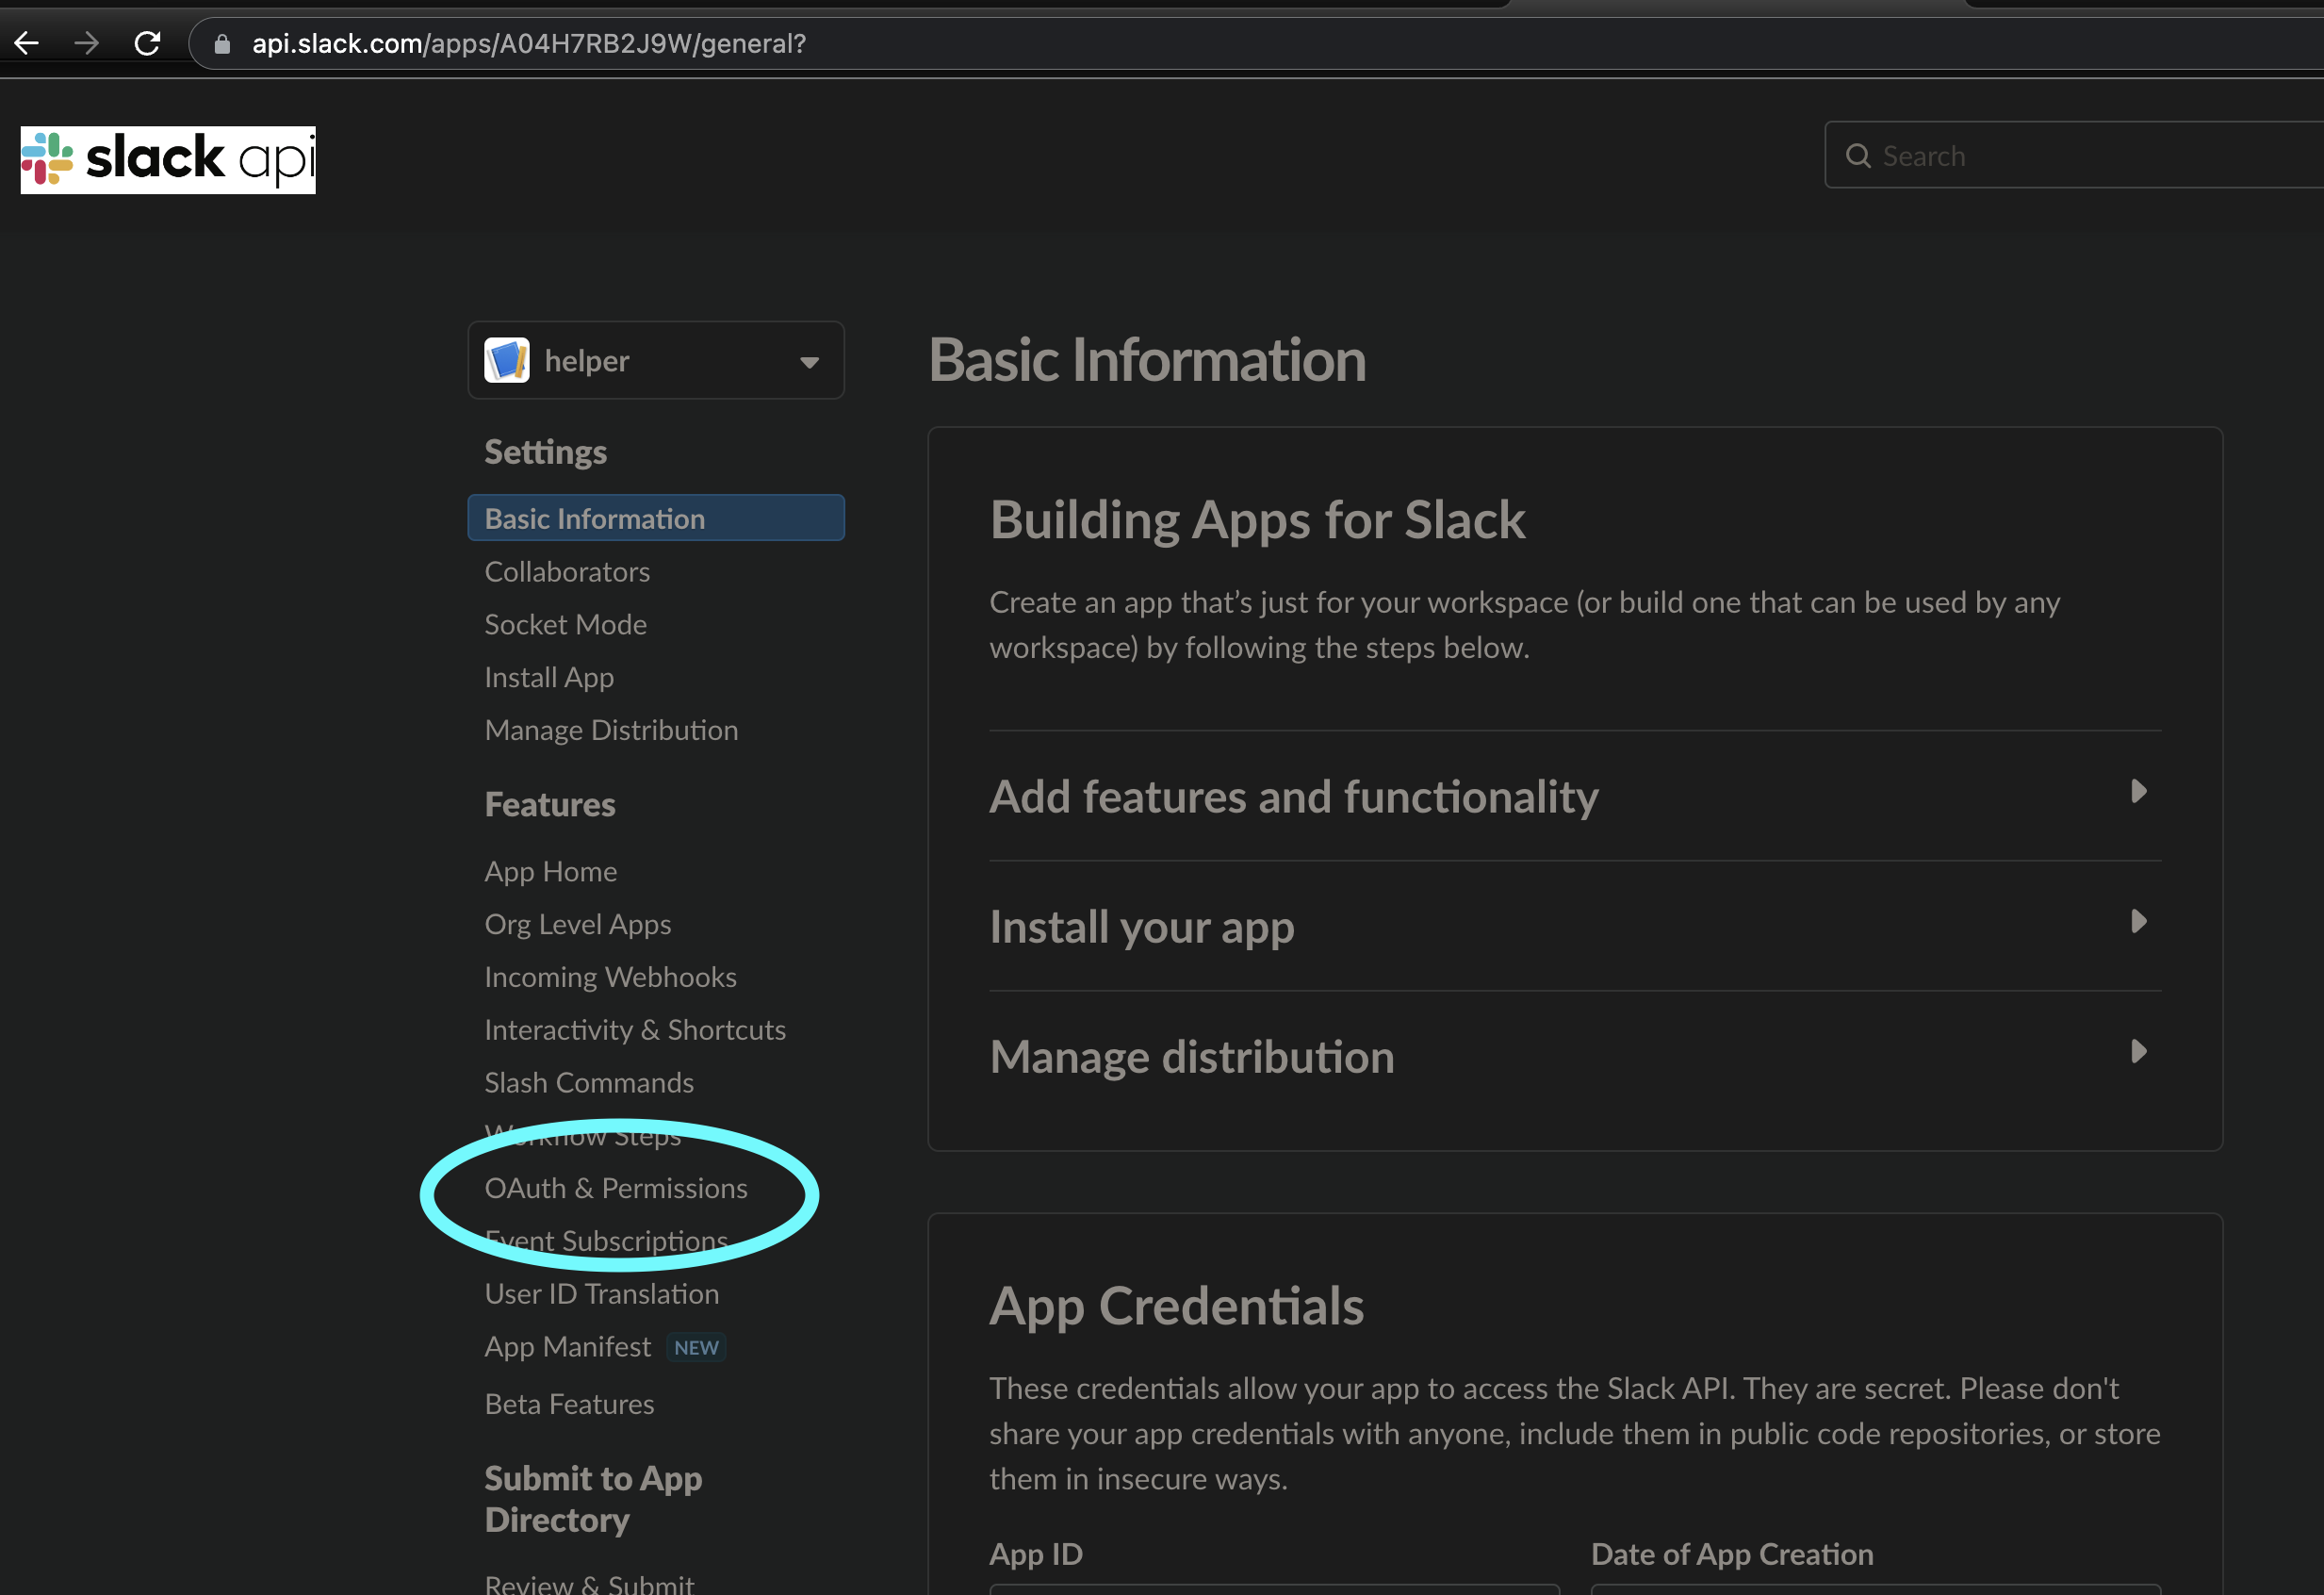 api.slack.com/apps/A04H7RB2J9W/general?
slack api
Search
helper
Settings
Basic Information
Collaborators
Socket Mode
Install App
Manage Distribution
Features
App Home
Org Level Apps
Incoming Webhooks
Interactivity & Shortcuts
Slash Commands
Workflow Steps
OAuth & Permissions
Event Subscriptions
User ID Translation
App Manifest NEW
Beta Features
Submit to App
Directory
Review & Submit
Basic Information
Building Apps for Slack
Create an app that’s just for your workspace (or build one that can be used by any
workspace) by following the steps below.
Add features and functionality
Install your app
Manage distribution
App Credentials
These credentials allow your app to access the Slack API. They are secret. Please don't
share your app credentials with anyone, include them in public code repositories, or store
them in insecure ways.
App ID
Date of App Creation